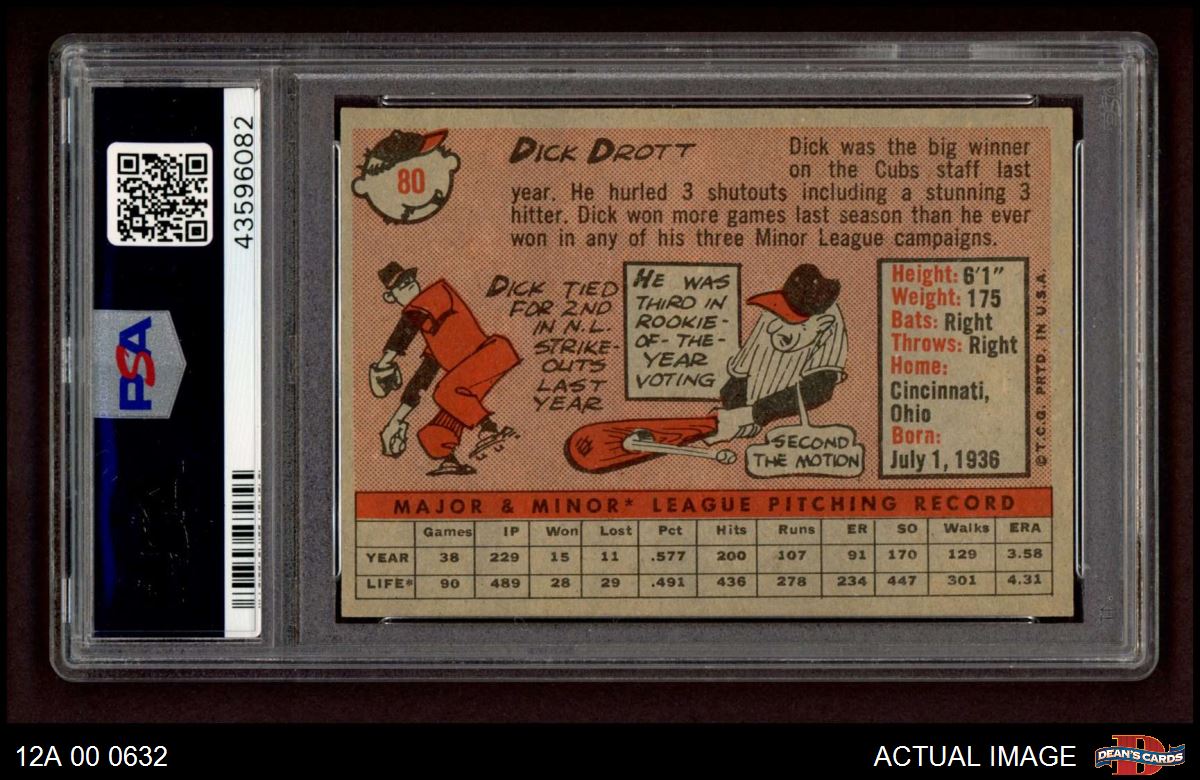 43596082
PSA
80
DICK DROTT
Dick was the big winner
on the Cubs staff last
year. He hurled 3 shutouts including a stunning 3
hitter. Dick won more games last season than he ever
won in any of his three Minor League campaigns.
DICK TIED
FOR 2ND
IN N.L.
STRIKE-
OUTS
LAST
YEAR
HE WAS
THIRD IN
ROOKIE-
OF-THE-
YEAR
VOTING
SECOND
THE MOTION
Height: 6'1"
Weight: 175
Bats: Right
Throws: Right
Home:
Cincinnati,
Ohio
Born:
July 1, 1936
© T.C.G. PRTD. IN U.S.A.
MAJOR & MINOR* LEAGUE PITCHING RECORD
Games IP Won Lost Pct Hits Runs ER SO Walks ERA
YEAR 38 229 15 11 .577 200 107 91 170 129 3.58
LIFE* 90 489 28 29 .491 436 278 234 447 301 4.31
12A 00 0632
ACTUAL IMAGE
DEAN'S CARDS